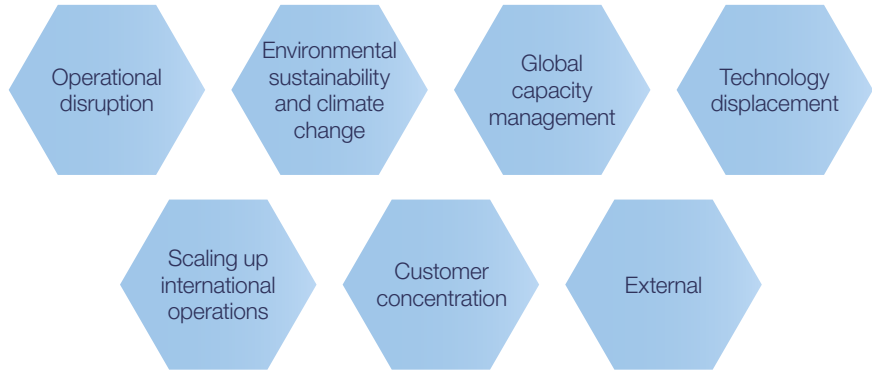 Operational
disruption
Environmental
sustainability
and climate
change
Global
capacity
management
Technology
displacement
Scaling up
international
operations
Customer
concentration
External